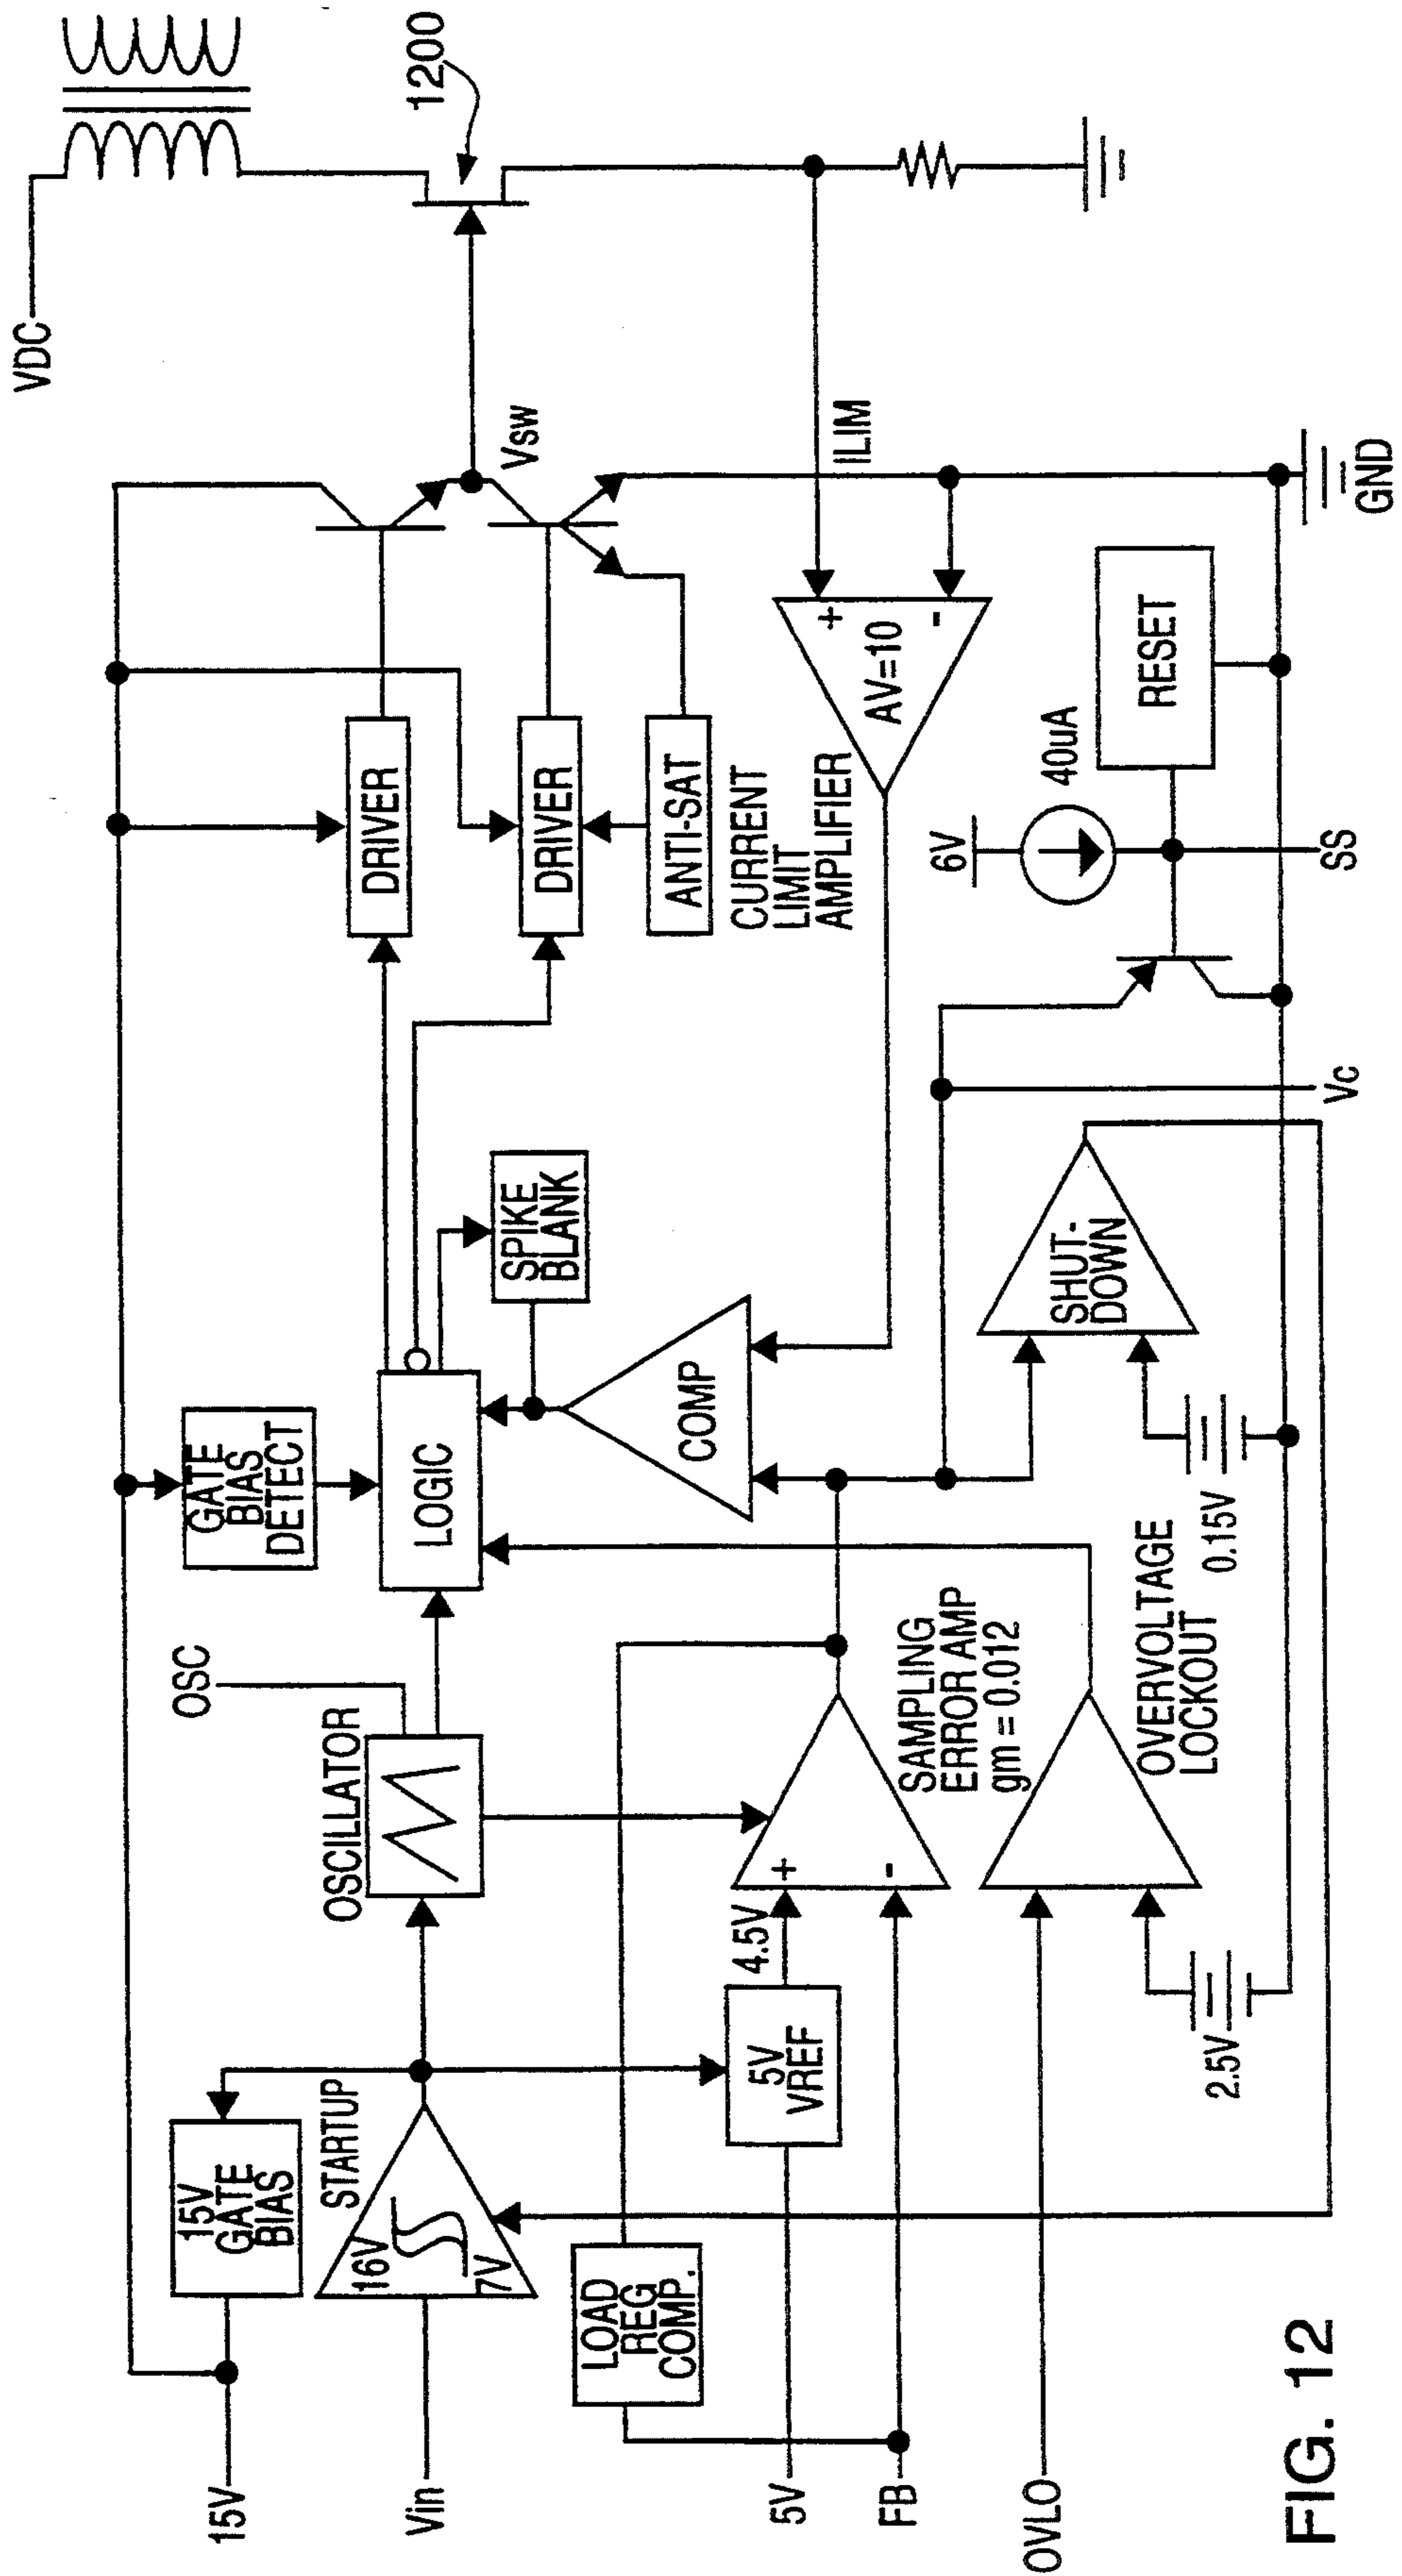 VDC
1200
Vsw
DRIVER
DRIVER
ANTI-SAT
CURRENT
LIMIT
AMPLIFIER
+
AV=10
-
ILIM
GND
RESET
40uA
6V
SS
Vc
SPIKE
BLANK
GATE
BIAS
DETECT
LOGIC
COMP
SHUT-
DOWN
0.15V
OSC
OSCILLATOR
SAMPLING
ERROR AMP
gm = 0.012
+
-
4.5V
OVERVOLTAGE
LOCKOUT
2.5V
15V
GATE
BIAS
STARTUP
16V
7V
5V
VREF
LOAD
REG
COMP.
15V
Vin
5V
FB
OVLO
FIG. 12